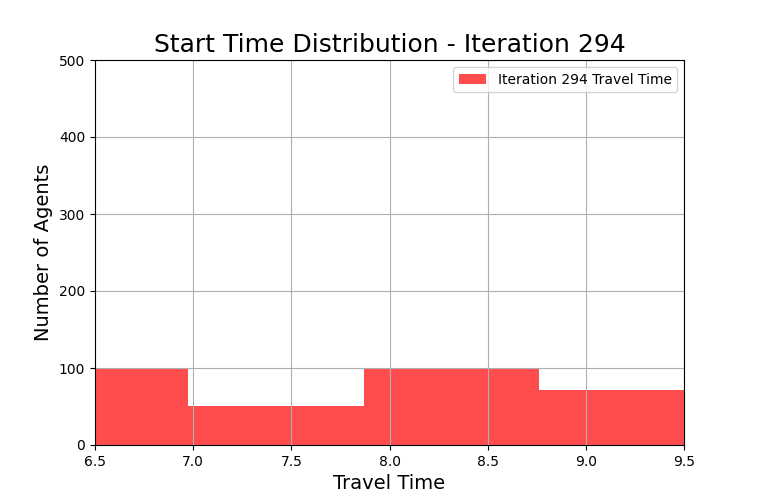 Start Time Distribution - Iteration 294
Iteration 294 Travel Time
Number of Agents
500
400
300
200
100
0
6.5 7.0 7.5 8.0 8.5 9.0 9.5
Travel Time